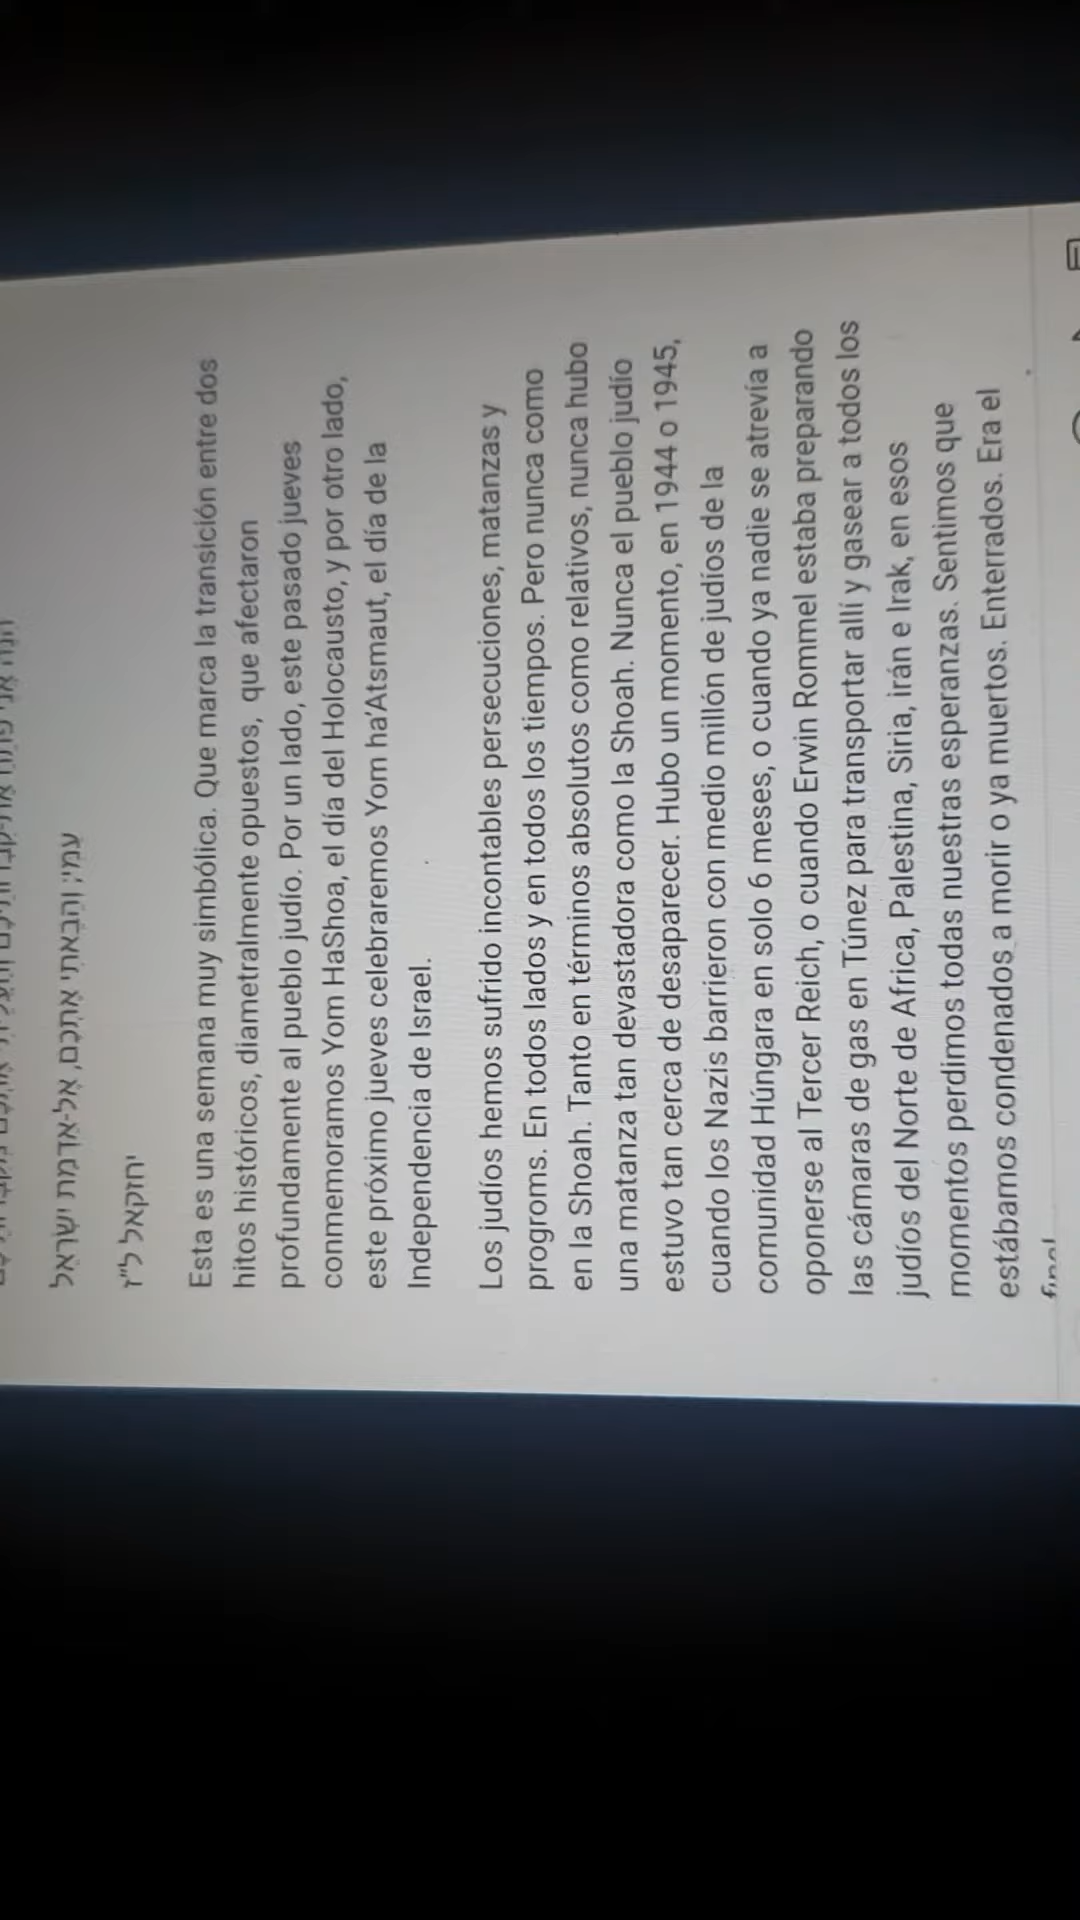 עמי; והבאתי אתכם, אל-אדמת ישראל
יחזקאל ל"ז
Esta es una semana muy simbólica. Que marca la transición entre dos
hitos históricos, diametralmente opuestos, que afectaron
profundamente al pueblo judío. Por un lado, este pasado jueves
conmemoramos Yom HaShoa, el día del Holocausto, y por otro lado,
este próximo jueves celebraremos Yom ha'Atsmaut, el día de la
Independencia de Israel.
Los judíos hemos sufrido incontables persecuciones, matanzas y
progroms. En todos lados y en todos los tiempos. Pero nunca como
en la Shoah. Tanto en términos absolutos como relativos, nunca hubo
una matanza tan devastadora como la Shoah. Nunca el pueblo judío
estuvo tan cerca de desaparecer. Hubo un momento, en 1944 o 1945,
cuando los Nazis barrieron con medio millón de judíos de la
comunidad Húngara en solo 6 meses, o cuando ya nadie se atrevía a
oponerse al Tercer Reich, o cuando Erwin Rommel estaba preparando
las cámaras de gas en Túnez para transportar allí y gasear a todos los
judíos del Norte de Africa, Palestina, Siria, Irán e Irak, en esos
momentos perdimos todas nuestras esperanzas. Sentimos que
estábamos condenados a morir o ya muertos. Enterrados. Era el